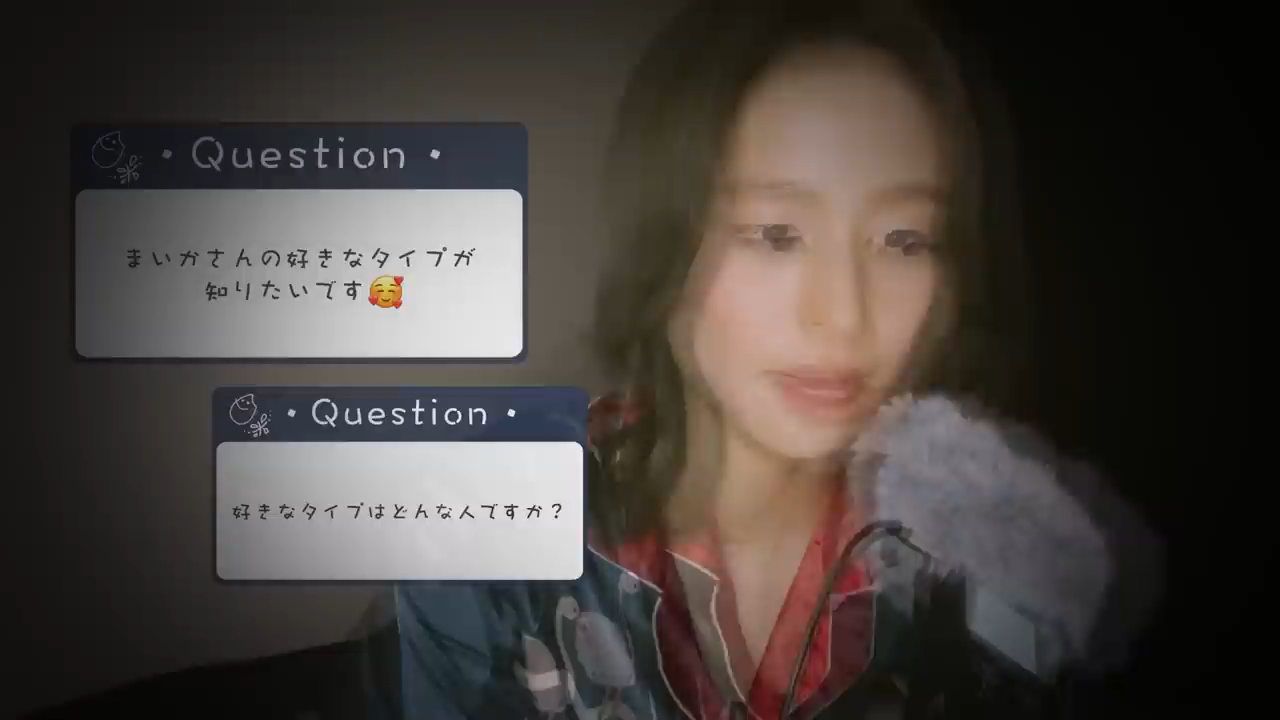 • Question •
まいかさんの好きなタイプが
知りたいです🥰
• Question •
好きなタイプはどんな人ですか？